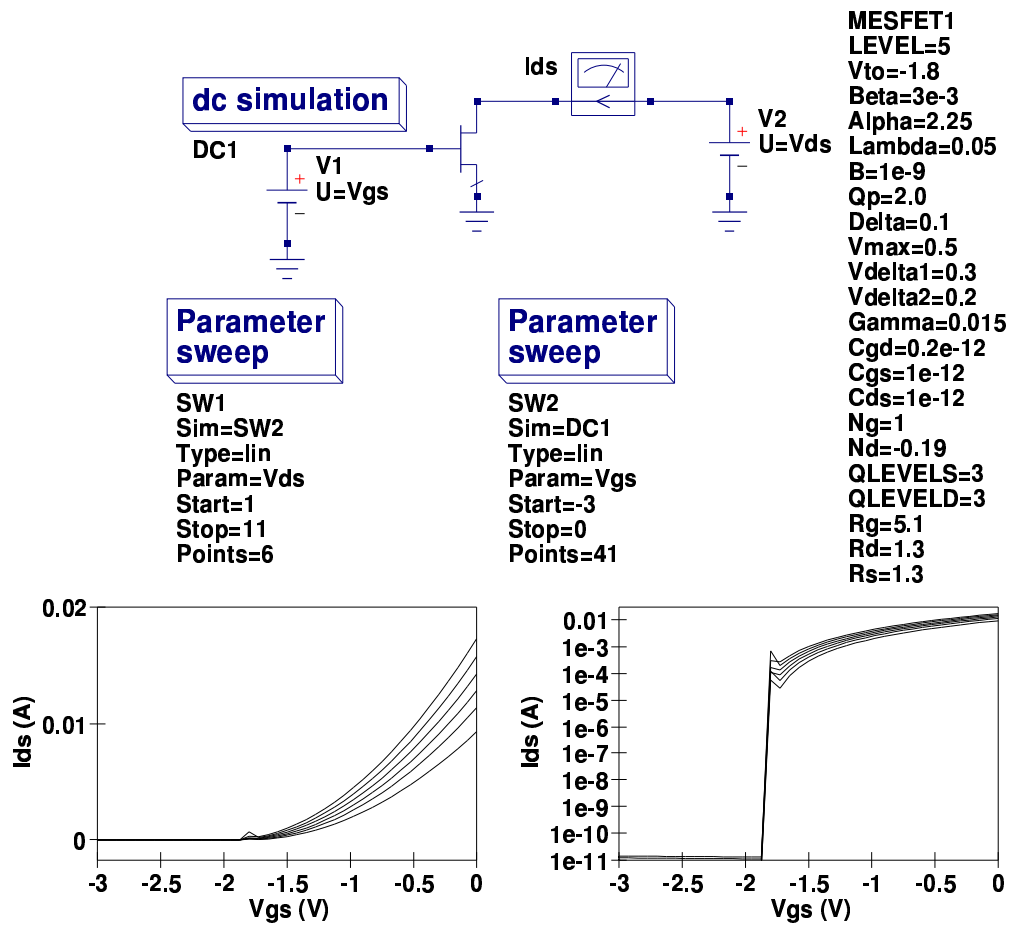 dc simulation
DC1
V1
U=Vgs
Ids
V2
U=Vds
MESFET1
LEVEL=5
Vto=-1.8
Beta=3e-3
Alpha=2.25
Lambda=0.05
B=1e-9
Qp=2.0
Delta=0.1
Vmax=0.5
Vdelta1=0.3
Vdelta2=0.2
Gamma=0.015
Cgd=0.2e-12
Cgs=1e-12
Cds=1e-12
Ng=1
Nd=-0.19
QLEVELS=3
QLEVELD=3
Rg=5.1
Rd=1.3
Rs=1.3
Parameter
sweep
SW1
Sim=SW2
Type=lin
Param=Vds
Start=1
Stop=11
Points=6
Parameter
sweep
SW2
Sim=DC1
Type=lin
Param=Vgs
Start=-3
Stop=0
Points=41
0.02
0.01
0
Ids (A)
-3 -2.5 -2 -1.5 -1 -0.5 0
Vgs (V)
0.01
1e-3
1e-4
1e-5
1e-6
1e-7
1e-8
1e-9
1e-10
1e-11
Ids (A)
-3 -2.5 -2 -1.5 -1 -0.5 0
Vgs (V)